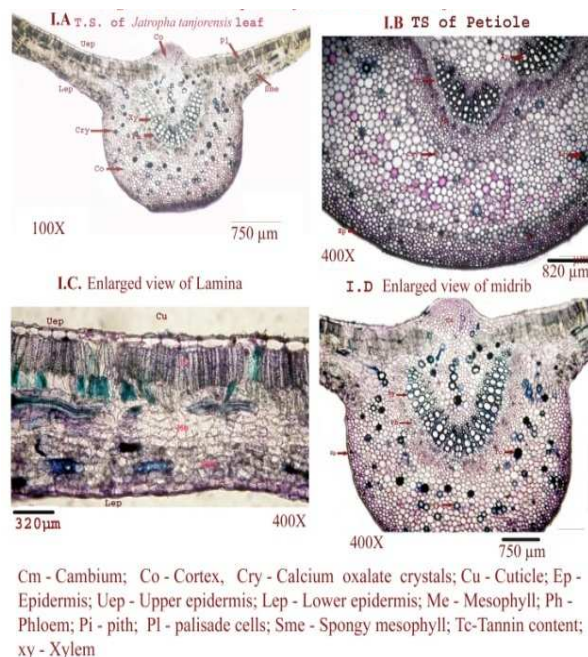 I.A T.S. of Jatropha tanjorensis leaf
Co
Uep
pl
Lep
Sme
Xy
Cry
Co
100X
750 µm
I.B TS of Petiole
Ep
400X
820 µm
I.C. Enlarged view of Lamina
Uep
Cu
Lep
320µm
400X
I.D Enlarged view of midrib
400X
750 µm
Cm - Cambium; Co - Cortex, Cry - Calcium oxalate crystals; Cu - Cuticle; Ep -
Epidermis; Uep - Upper epidermis; Lep - Lower epidermis; Me - Mesophyll; Ph -
Phloem; Pi - pith; Pl - palisade cells; Sme - Spongy mesophyll; Tc-Tannin content;
xy - Xylem